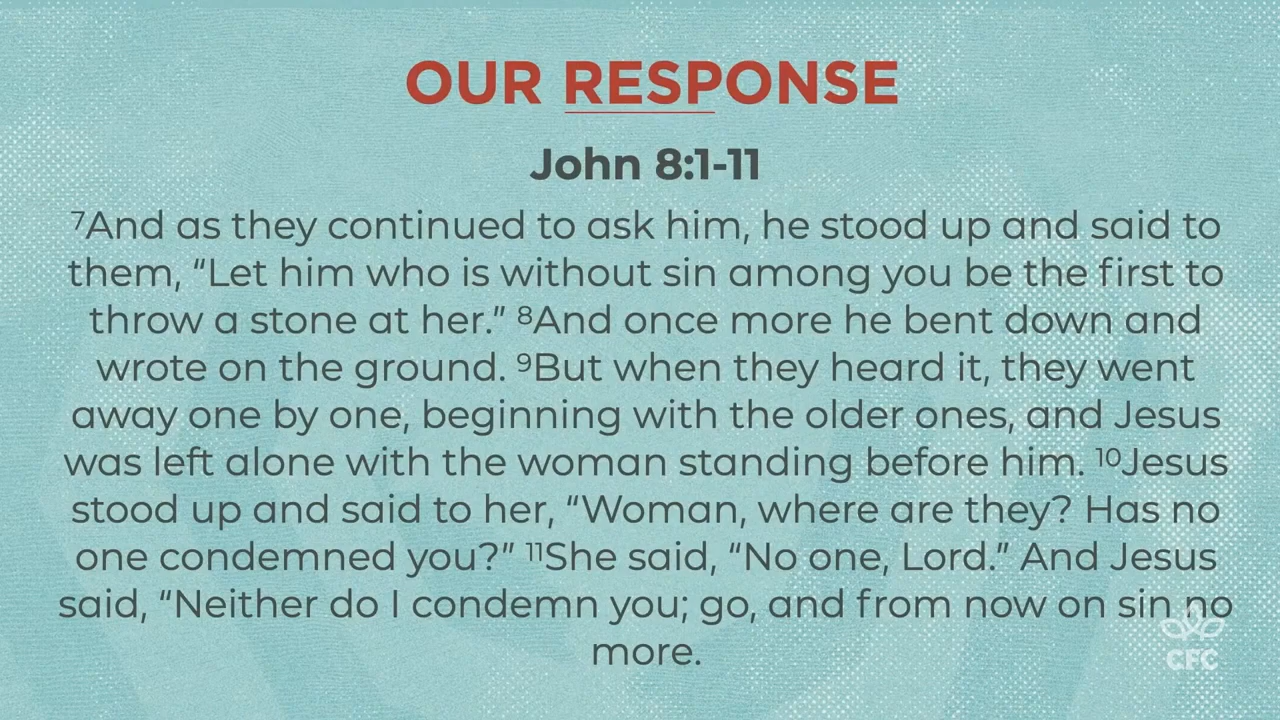 OUR RESPONSE
John 8:1-11
⁷And as they continued to ask him, he stood up and said to
them, “Let him who is without sin among you be the first to
throw a stone at her.” ⁸And once more he bent down and
wrote on the ground. ⁹But when they heard it, they went
away one by one, beginning with the older ones, and Jesus
was left alone with the woman standing before him. ¹⁰Jesus
stood up and said to her, “Woman, where are they? Has no
one condemned you?” ¹¹She said, “No one, Lord.” And Jesus
said, “Neither do I condemn you; go, and from now on sin no
more.
CFC